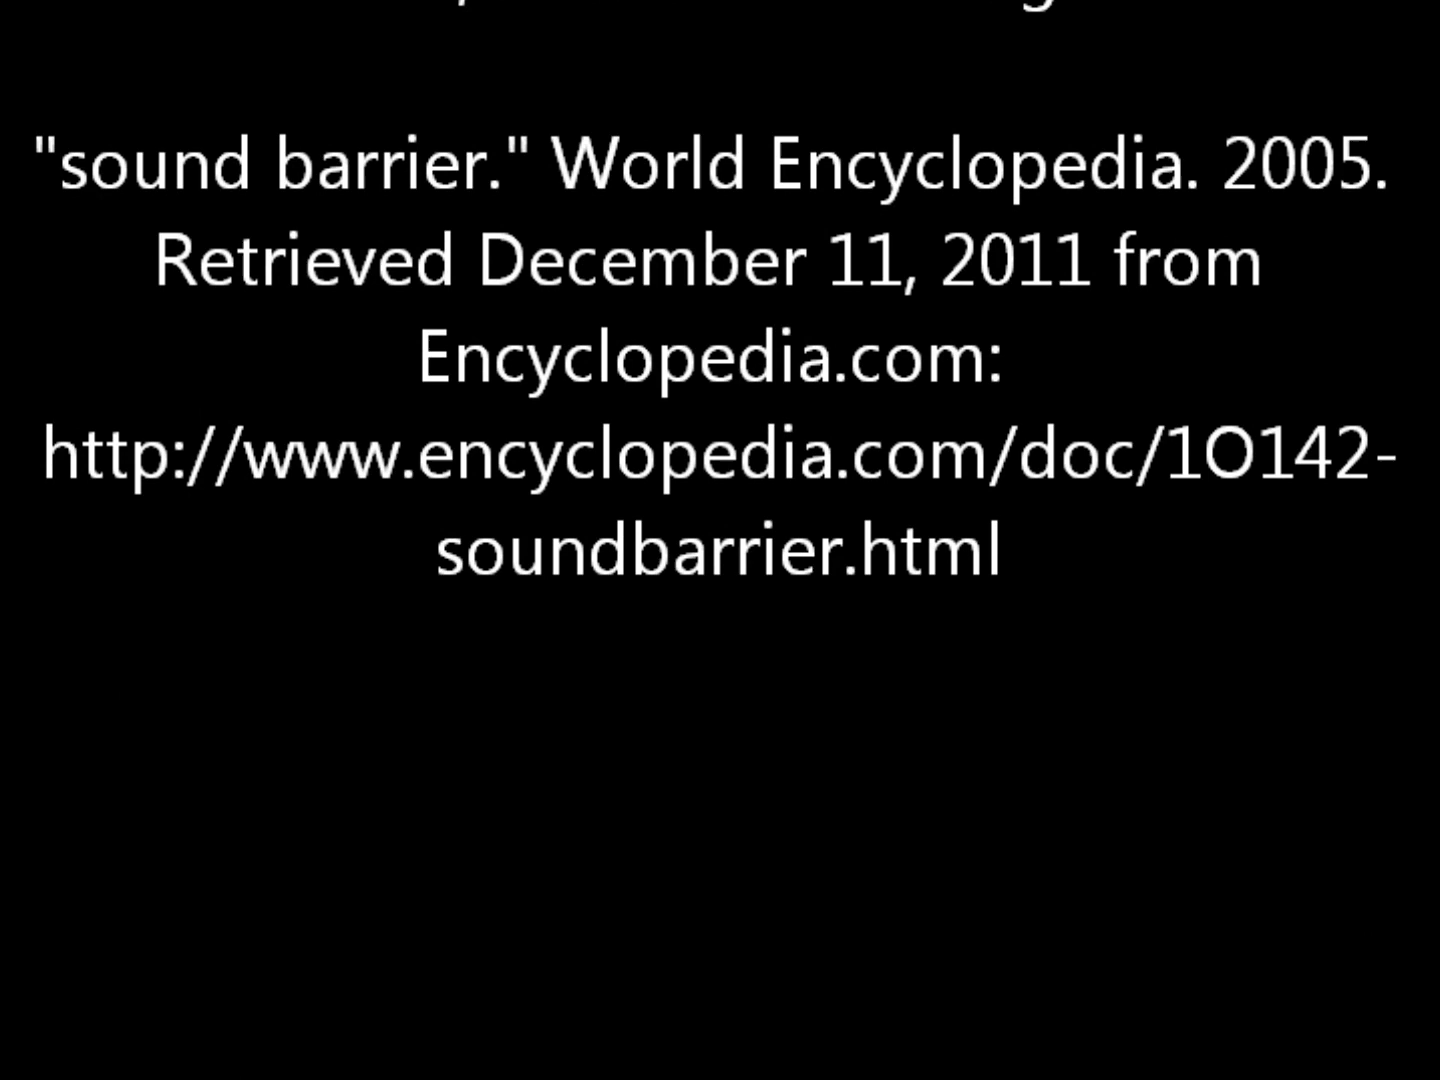 "sound barrier." World Encyclopedia. 2005.
Retrieved December 11, 2011 from
Encyclopedia.com:
http://www.encyclopedia.com/doc/1O142-
soundbarrier.html